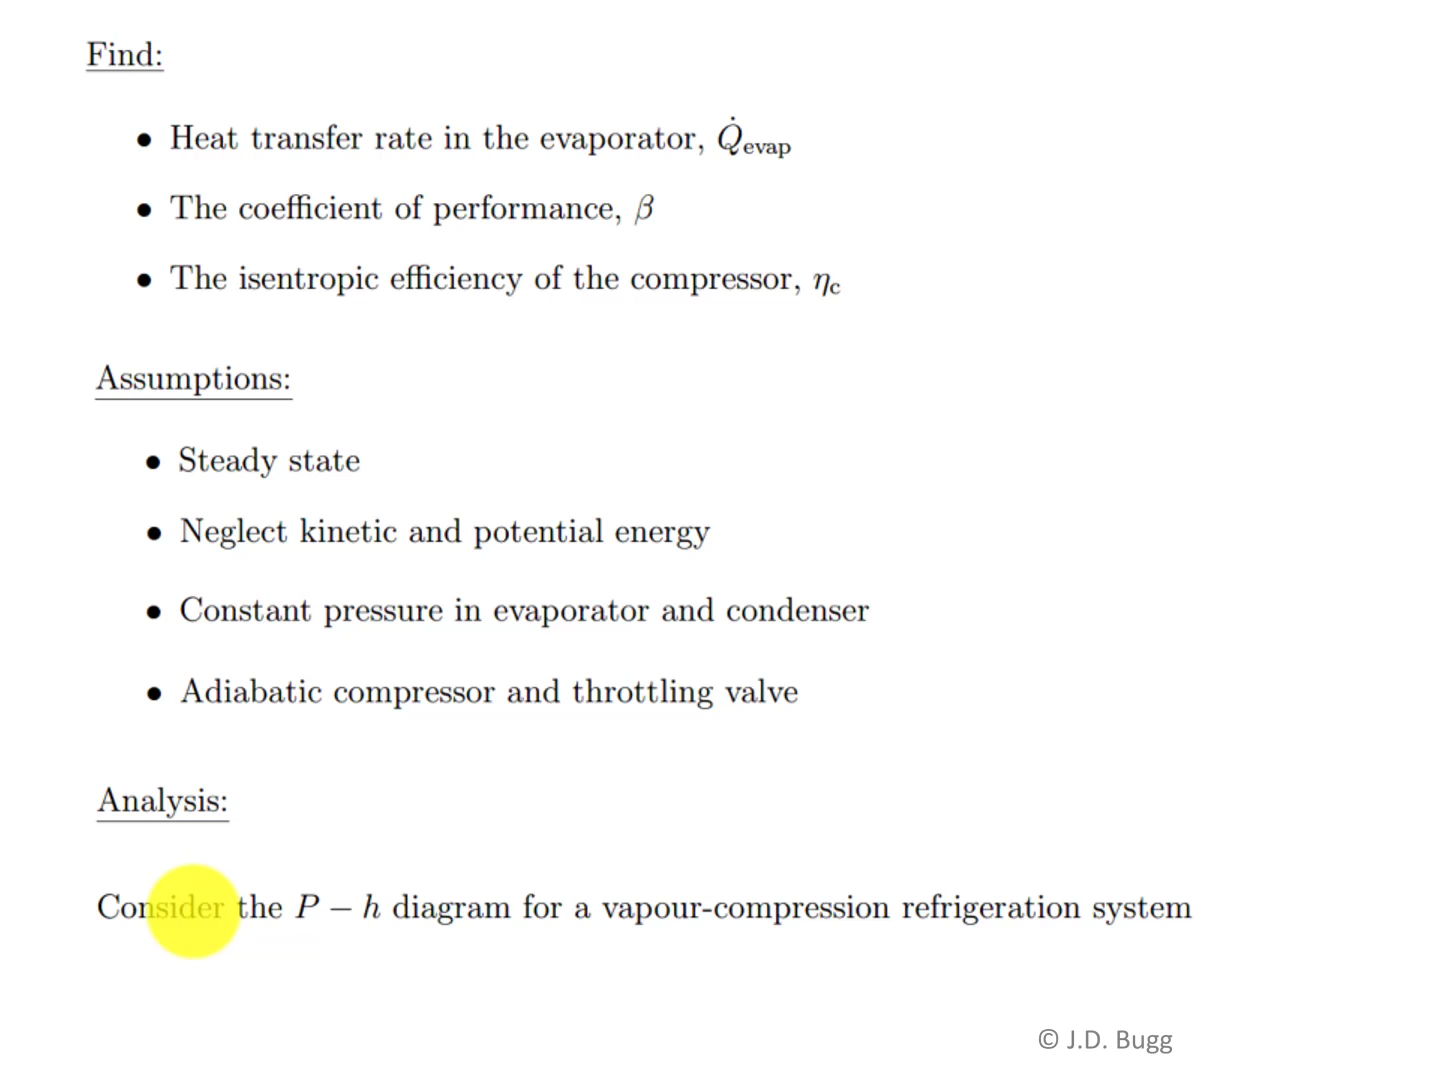 Find:
• Heat transfer rate in the evaporator, Q̇evap
• The coefficient of performance, β
• The isentropic efficiency of the compressor, ηc
Assumptions:
• Steady state
• Neglect kinetic and potential energy
• Constant pressure in evaporator and condenser
• Adiabatic compressor and throttling valve
Analysis:
Consider the P − h diagram for a vapour-compression refrigeration system
© J.D. Bugg